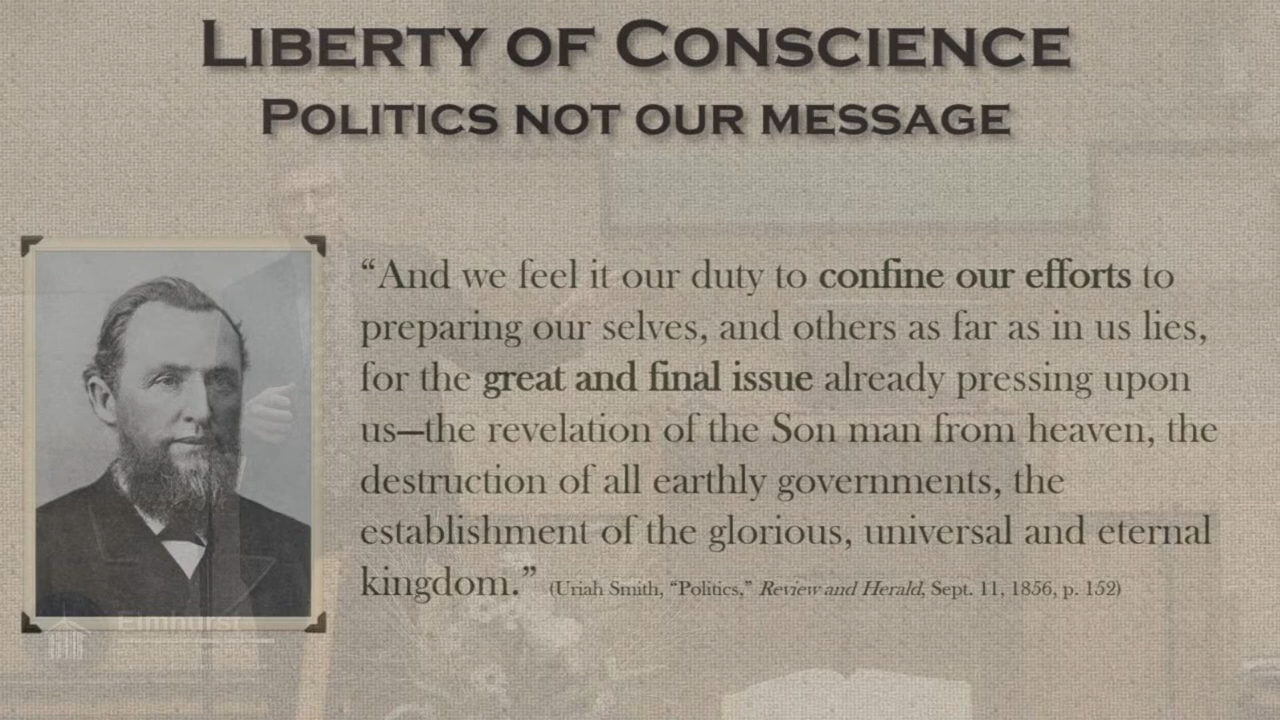 LIBERTY OF CONSCIENCE
POLITICS NOT OUR MESSAGE
“And we feel it our duty to confine our efforts to
preparing our selves, and others as far as in us lies,
for the great and final issue already pressing upon
us—the revelation of the Son man from heaven, the
destruction of all earthly governments, the
establishment of the glorious, universal and eternal
kingdom.” (Uriah Smith, “Politics,” Review and Herald, Sept. 11, 1856, p. 152)
Elmhurst